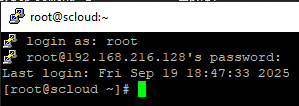 root@scloud:~
login as: root
root@192.168.216.128's password:
Last login: Fri Sep 19 18:47:33 2025
[root@scloud ~]#